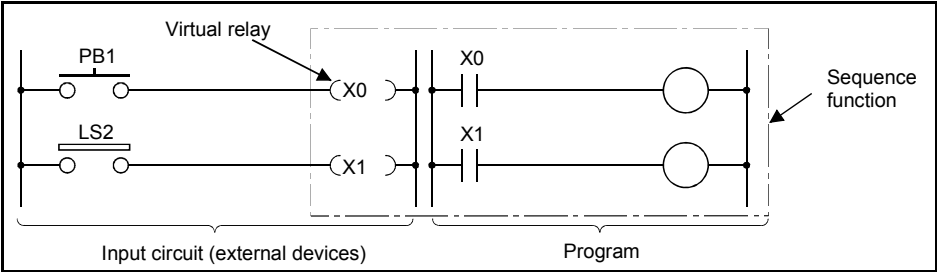 Virtual relay
PB1
X0
X0
Sequence
function
LS2
X1
X1
Input circuit (external devices)
Program